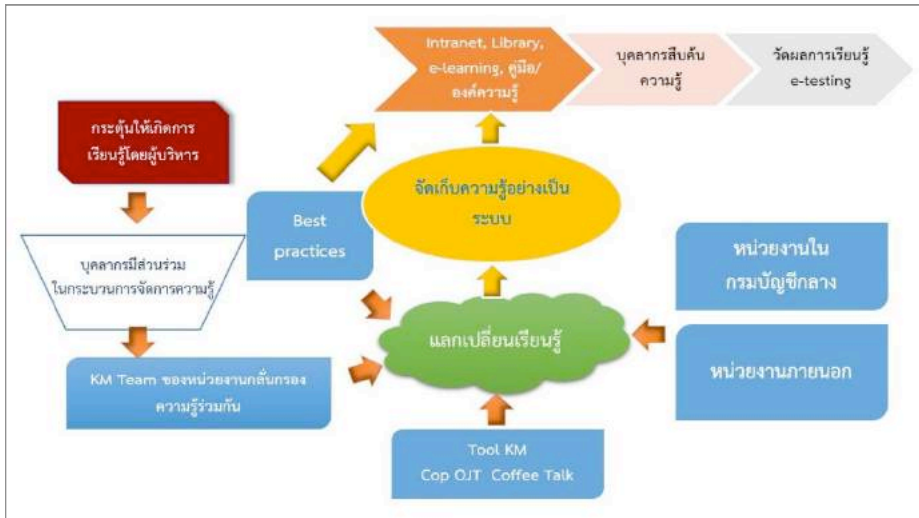 Intranet, Library,
e-learning, คู่มือ/
องค์ความรู้
บุคลากรสืบค้น
ความรู้
วัดผลการเรียนรู้
e-testing
กระตุ้นให้เกิดการ
เรียนรู้โดยผู้บริหาร
จัดเก็บความรู้อย่างเป็น
ระบบ
Best
practices
บุคลากรมีส่วนร่วม
ในกระบวนการจัดการความรู้
หน่วยงานใน
กรมบัญชีกลาง
แลกเปลี่ยนเรียนรู้
หน่วยงานภายนอก
KM Team ของหน่วยงานกลั่นกรอง
ความรู้ร่วมกัน
Tool KM
Cop OJT Coffee Talk